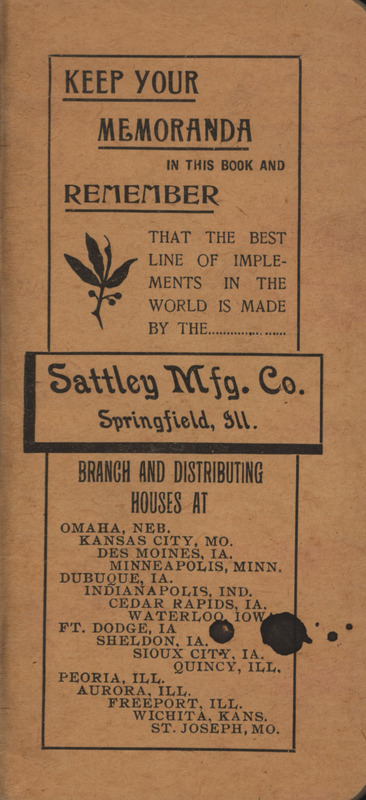 KEEP YOUR
MEMORANDA
IN THIS BOOK AND
REMEMBER
THAT THE BEST
LINE OF IMPLE-
MENTS IN THE
WORLD IS MADE
BY THE....................
Sattley Mfg. Co.
Springfield, Ill.
BRANCH AND DISTRIBUTING
HOUSES AT
OMAHA, NEB.
KANSAS CITY, MO.
DES MOINES, IA.
MINNEAPOLIS, MINN.
DUBUQUE, IA.
INDIANAPOLIS, IND.
CEDAR RAPIDS, IA.
WATERLOO, IOWA
FT. DODGE, IA
SHELDON, IA.
SIOUX CITY, IA.
QUINCY, ILL.
PEORIA, ILL.
AURORA, ILL.
FREEPORT, ILL.
WICHITA, KANS.
ST. JOSEPH, MO.